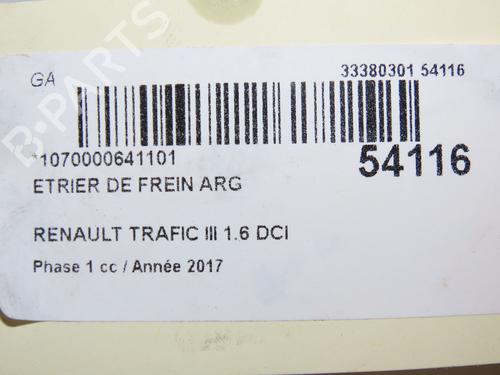 GA
33380301 54116
*1070000641101
54116
ETRIER DE FREIN ARG
RENAULT TRAFIC III 1.6 DCI
Phase 1 cc / Année 2017
B-PARTS